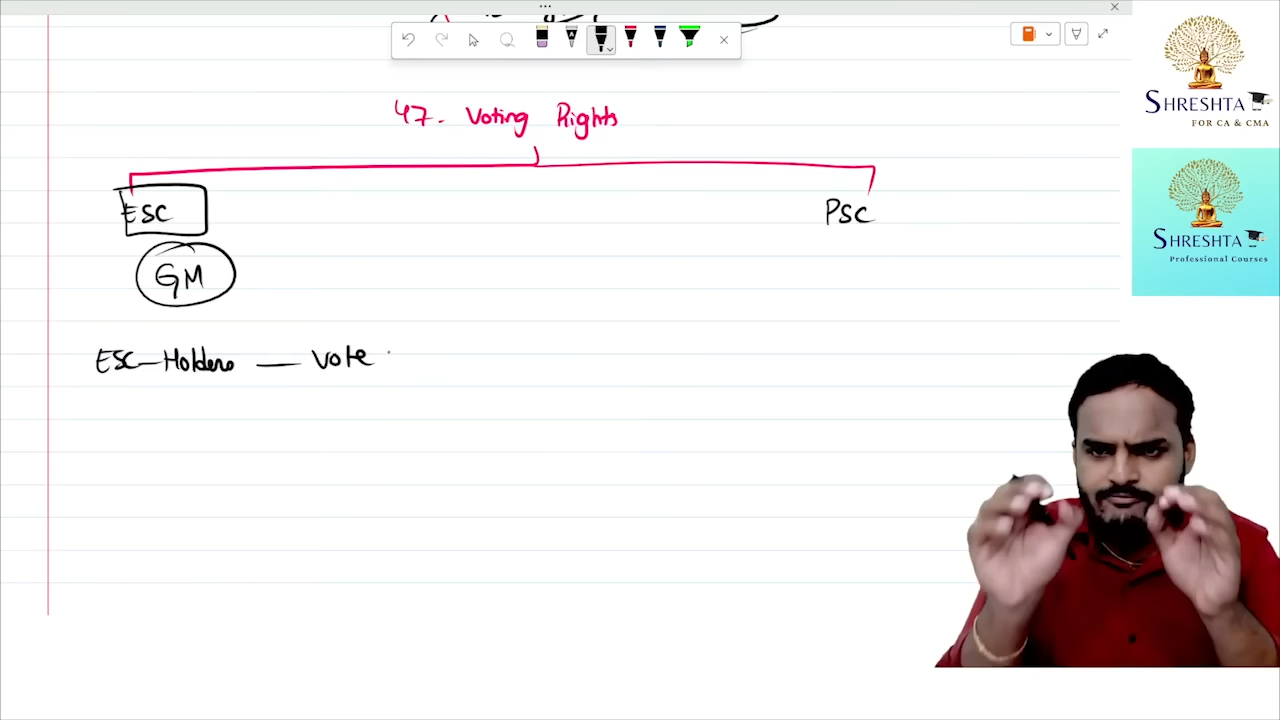 47. Voting Rights
ESC
PSC
GM
ESC-Holders — Vote
SHRESHTA
FOR CA & CMA
SHRESHTA
Professional Courses